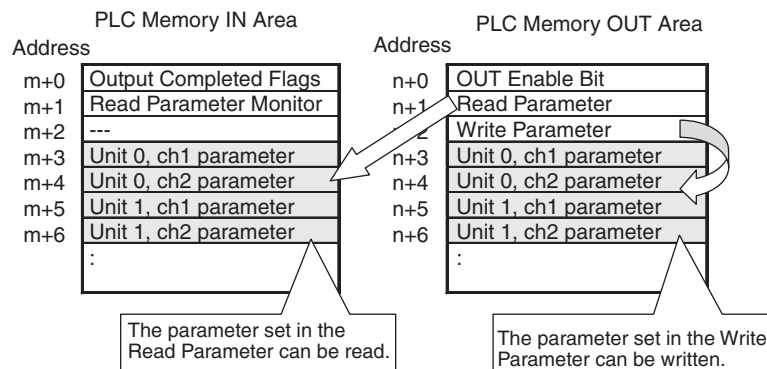 PLC Memory IN Area
Address
m+0 Output Completed Flags
m+1 Read Parameter Monitor
m+2 ---
m+3 Unit 0, ch1 parameter
m+4 Unit 0, ch2 parameter
m+5 Unit 1, ch1 parameter
m+6 Unit 1, ch2 parameter
:
The parameter set in the
Read Parameter can be read.
PLC Memory OUT Area
Address
n+0 OUT Enable Bit
n+1 Read Parameter
Write Parameter
n+3 Unit 0, ch1 parameter
n+4 Unit 0, ch2 parameter
n+5 Unit 1, ch1 parameter
n+6 Unit 1, ch2 parameter
:
The parameter set in the Write
Parameter can be written.